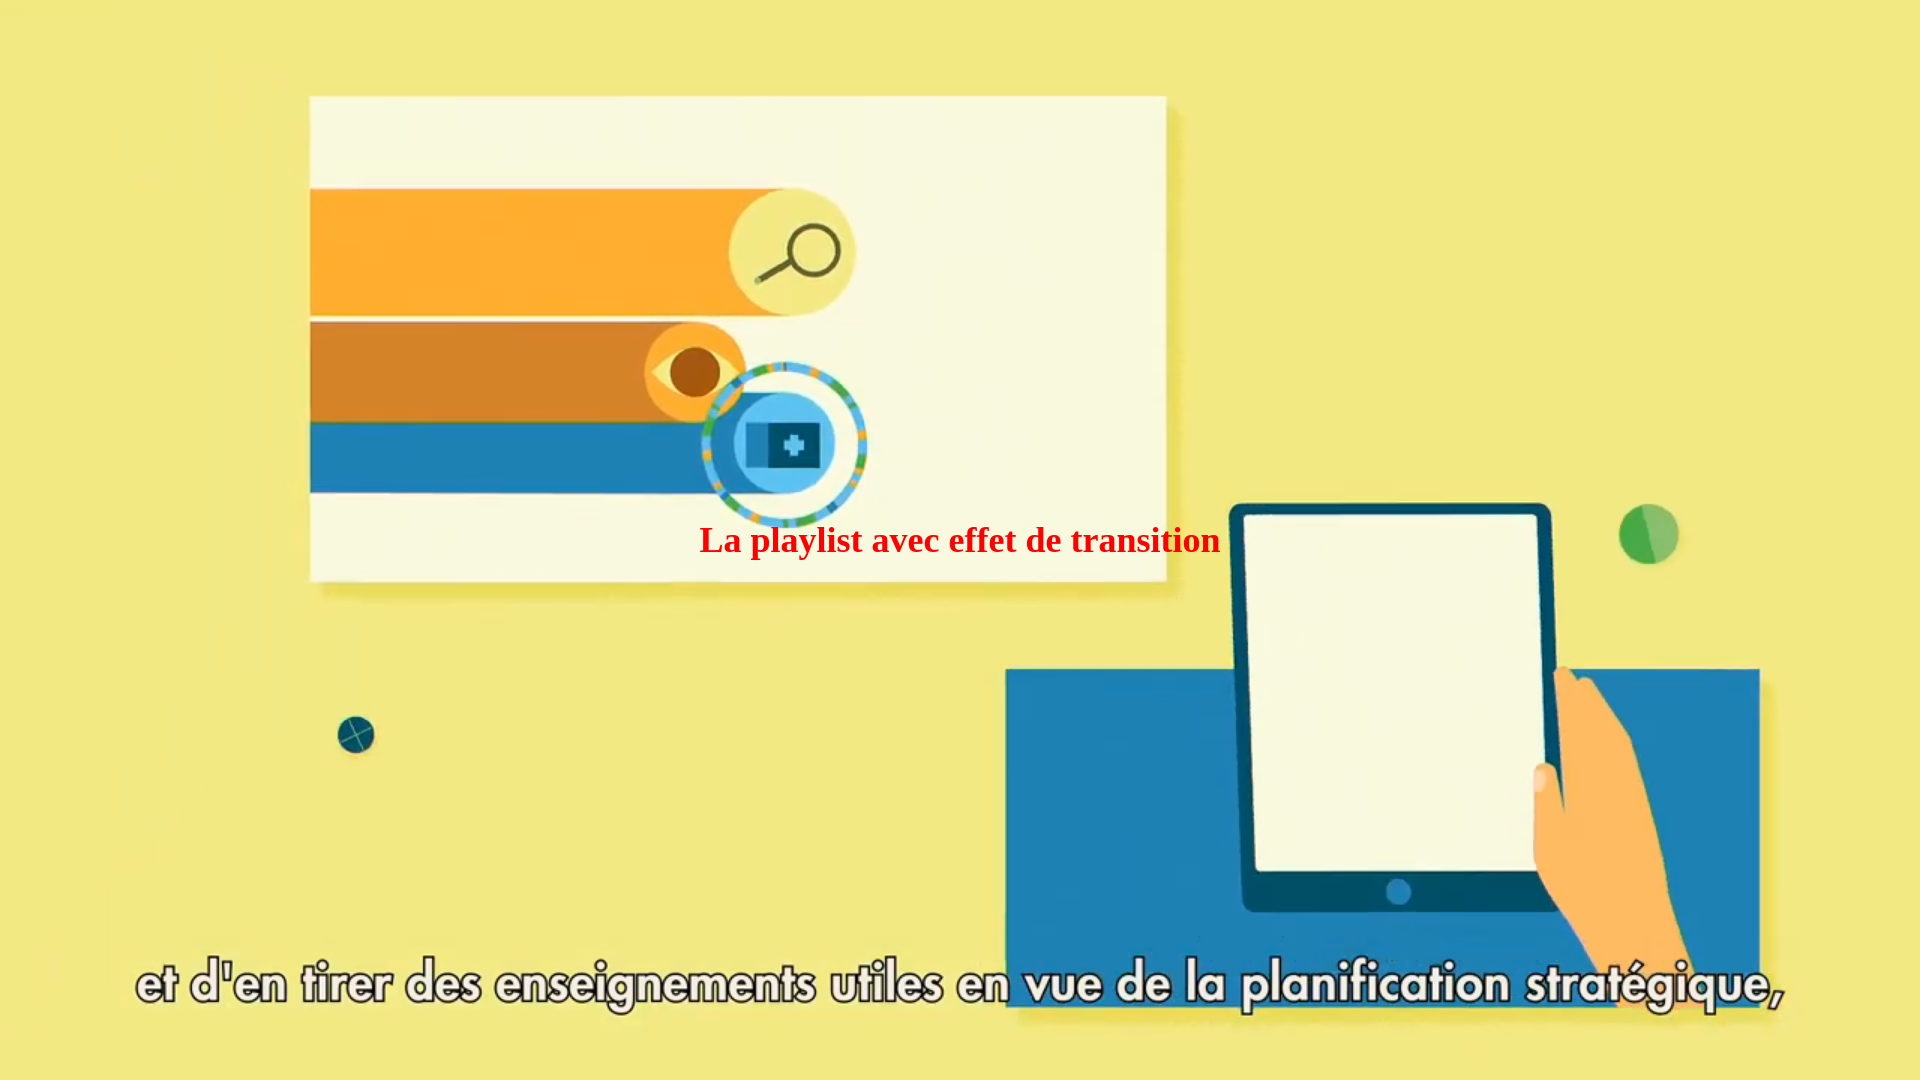 La playlist avec effet de transition
et d'en tirer des enseignements utiles en vue de la planification stratégique,